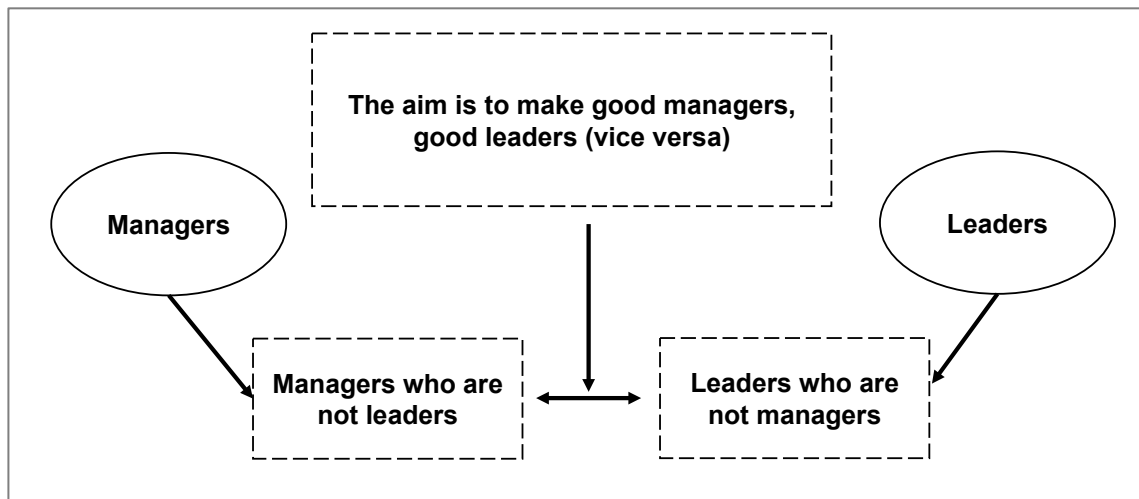 The aim is to make good managers,
good leaders (vice versa)
Managers
Leaders
Managers who are
not leaders
Leaders who are
not managers